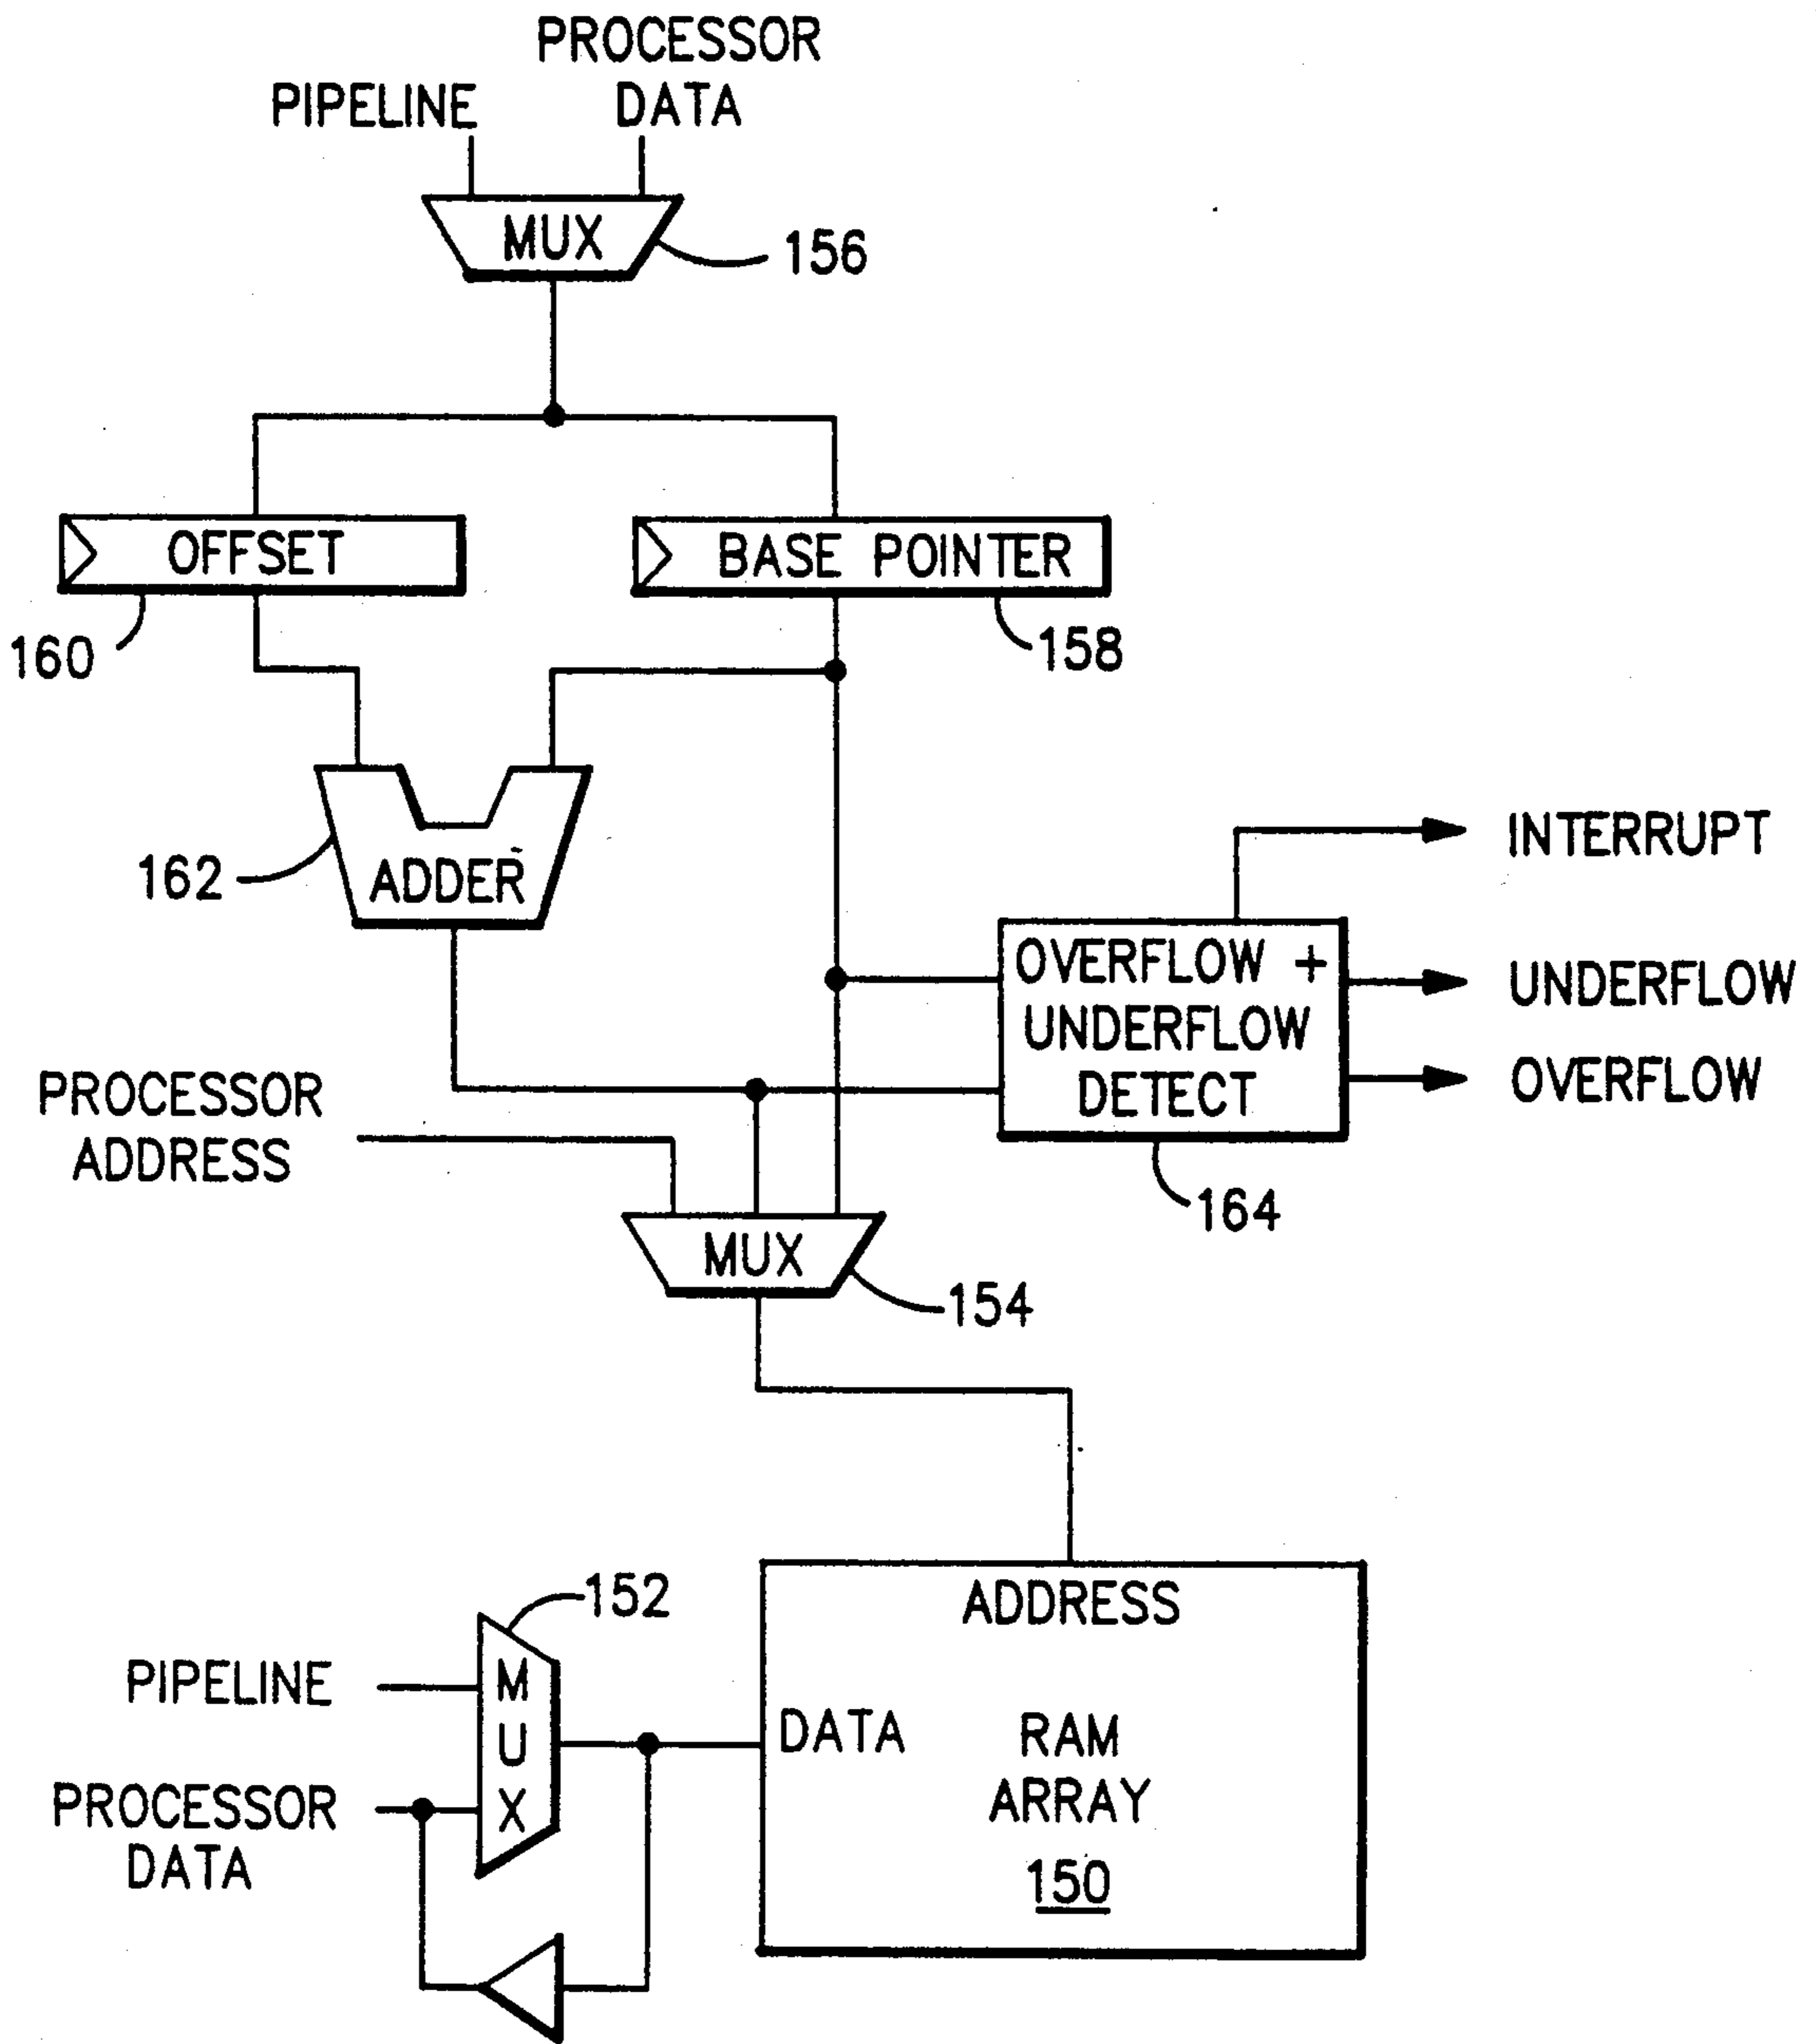 PROCESSOR
PIPELINE DATA
MUX
156
OFFSET
BASE POINTER
160
158
162
ADDER
INTERRUPT
OVERFLOW +
UNDERFLOW
DETECT
UNDERFLOW
OVERFLOW
164
PROCESSOR
ADDRESS
MUX
154
152
PIPELINE
PROCESSOR
DATA
M
U
X
ADDRESS
DATA
RAM
ARRAY
150